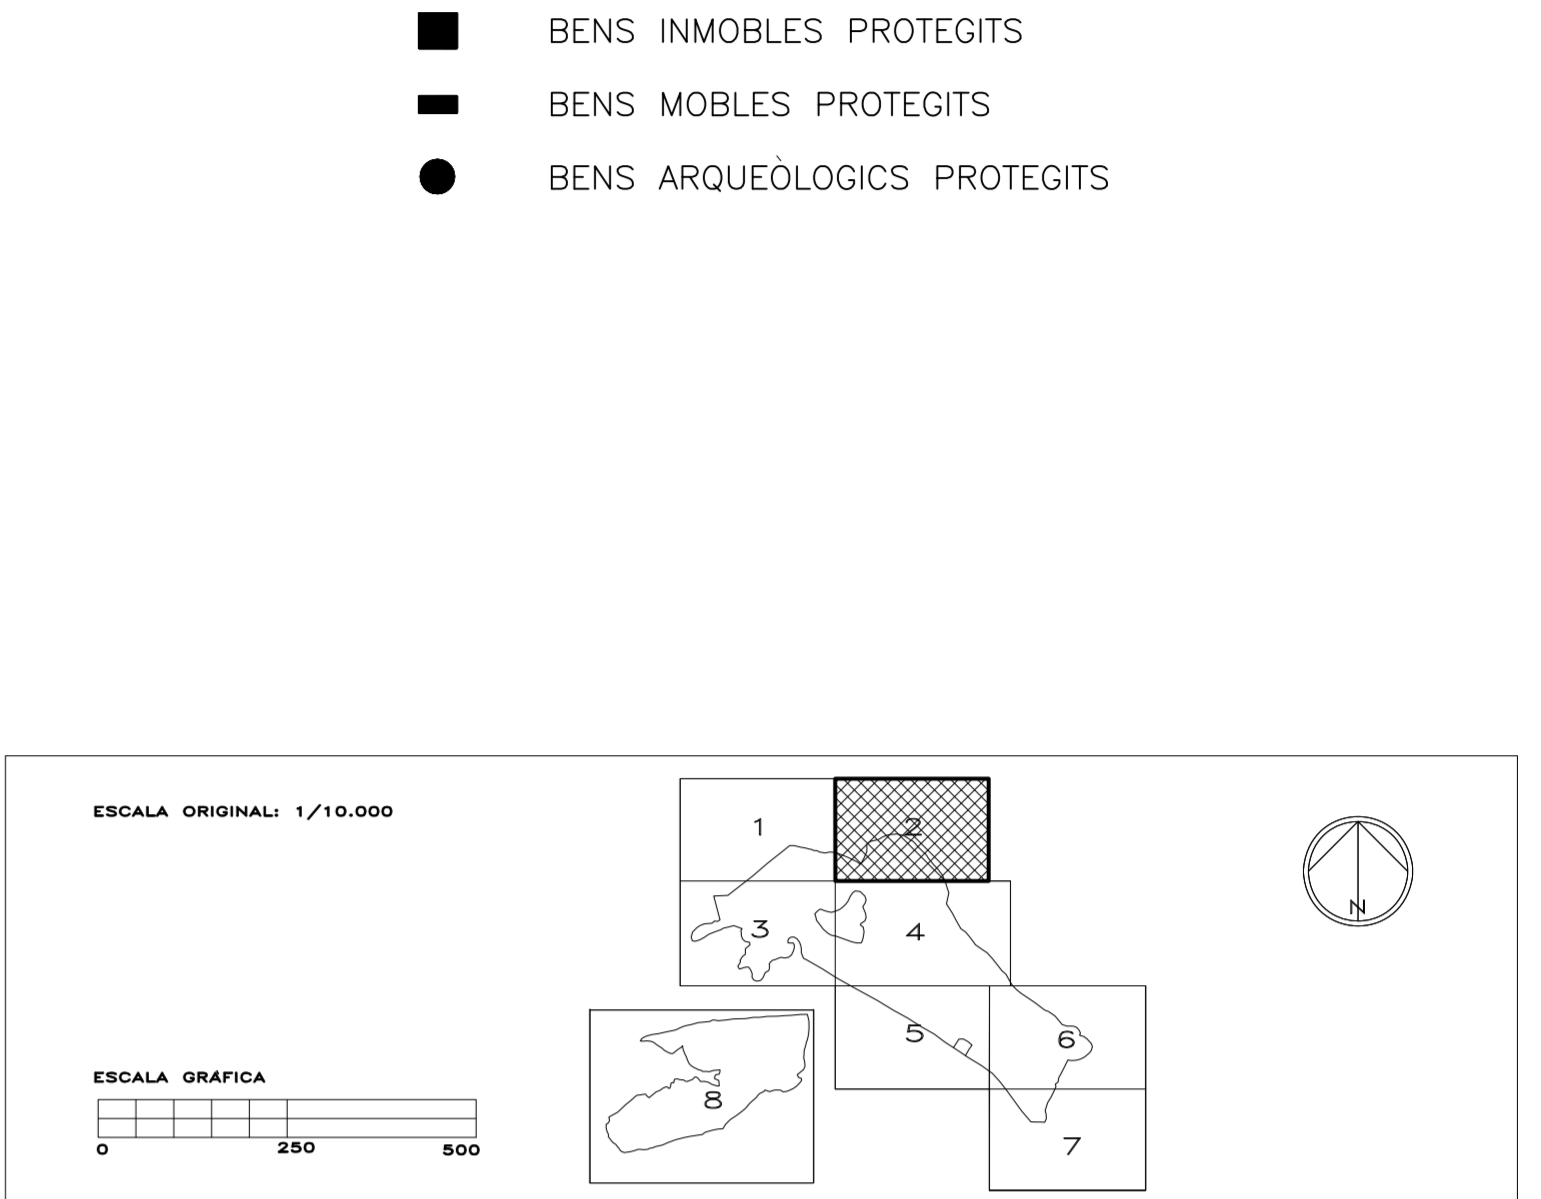 BENS INMOBLES PROTEGITS
BENS MOBLES PROTEGITS
BENS ARQUEÒLOGICS PROTEGITS
ESCALA ORIGINAL: 1/10.000
1
2
N
3
4
5
6
ESCALA GRÁFICA
8
0 250 500
7